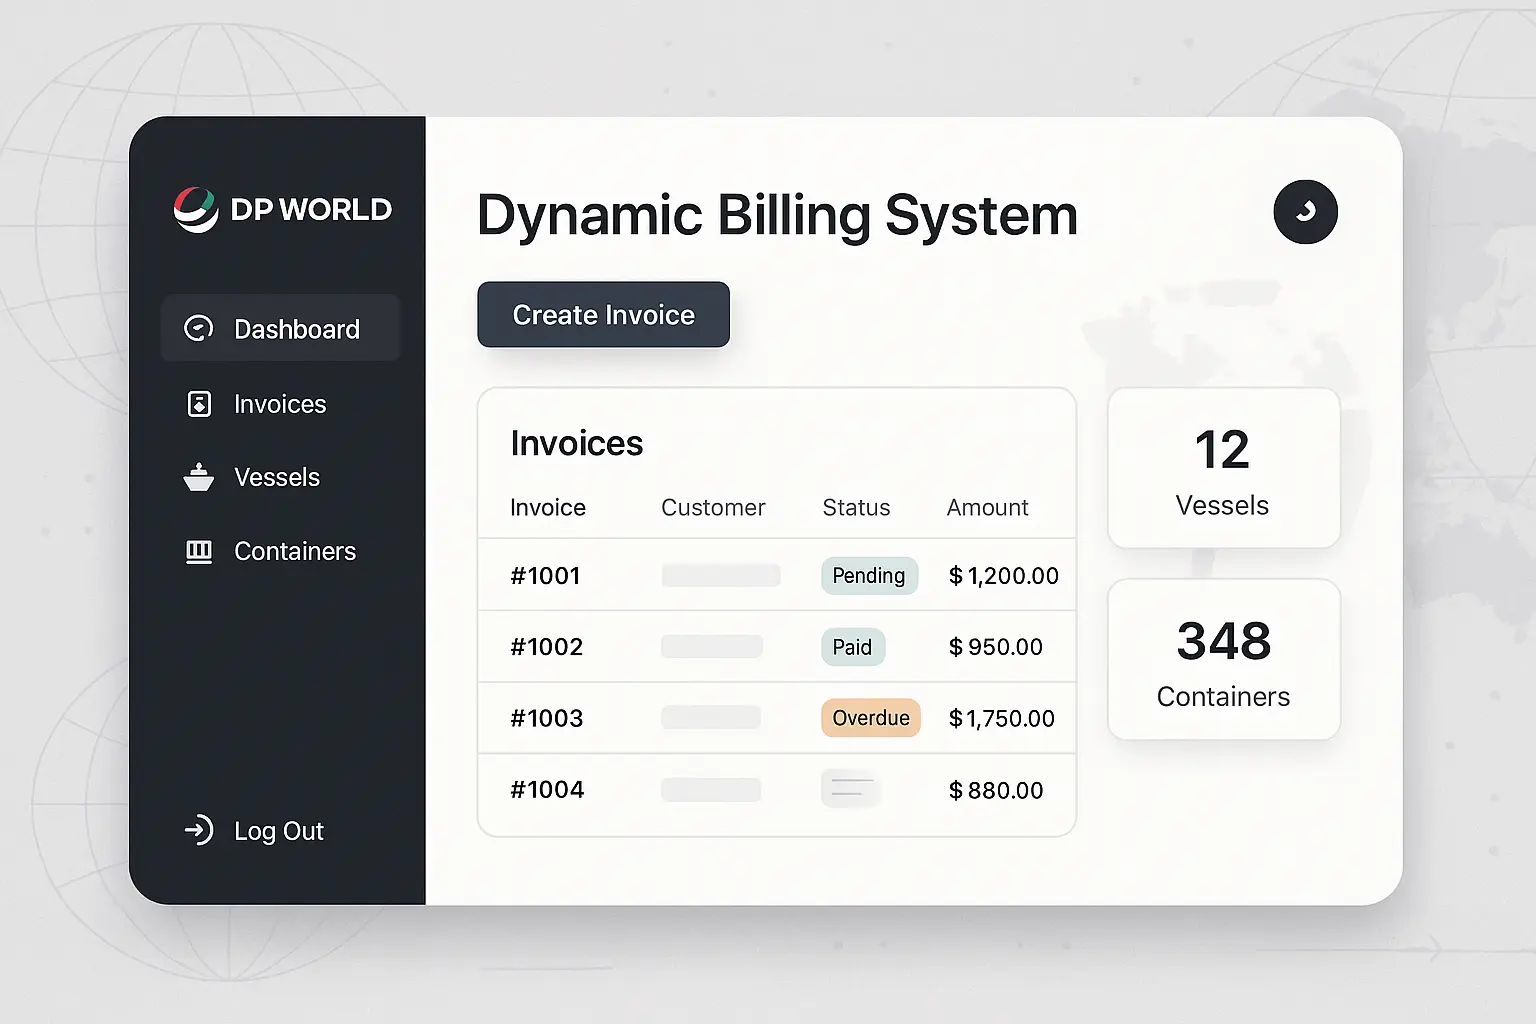 DP WORLD
Dashboard
Invoices
Vessels
Containers
Log Out
Dynamic Billing System
Create Invoice
Invoices
Invoice Customer Status Amount
#1001 Pending $1,200.00
#1002 Paid $950.00
#1003 Overdue $1,750.00
#1004 $880.00
12
Vessels
348
Containers